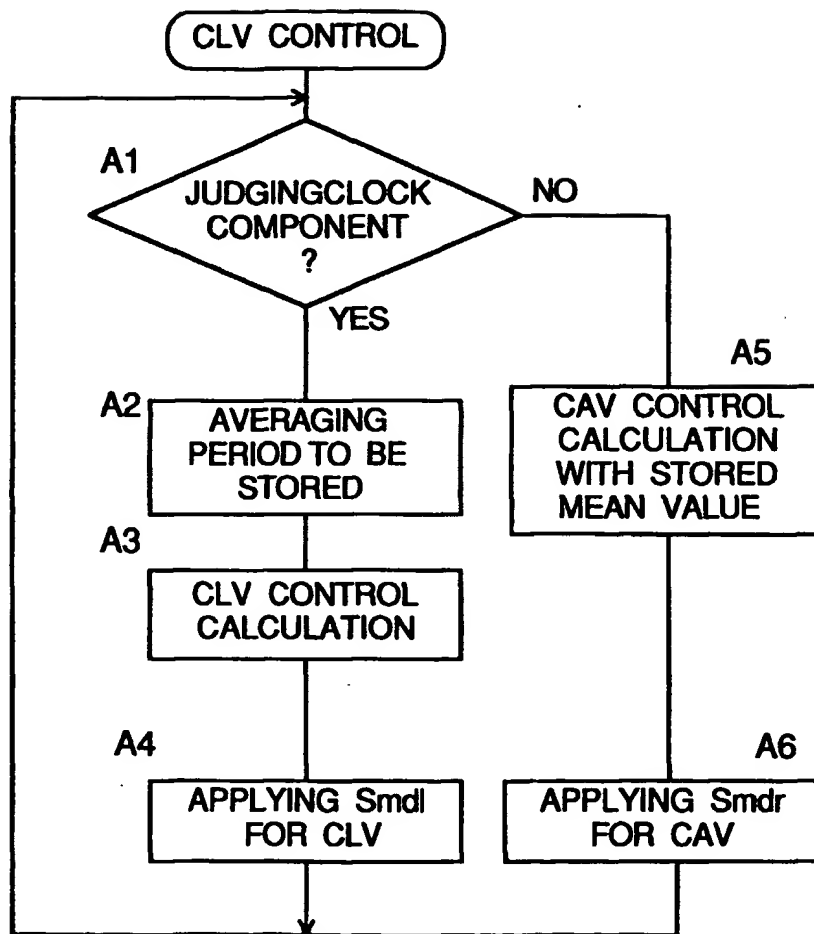 CLV CONTROL
A1
JUDGINGCLOCK
COMPONENT
?
NO
YES
A2
AVERAGING
PERIOD TO BE
STORED
A3
CLV CONTROL
CALCULATION
A4
APPLYING Smdl
FOR CLV
A5
CAV CONTROL
CALCULATION
WITH STORED
MEAN VALUE
A6
APPLYING Smdr
FOR CAV